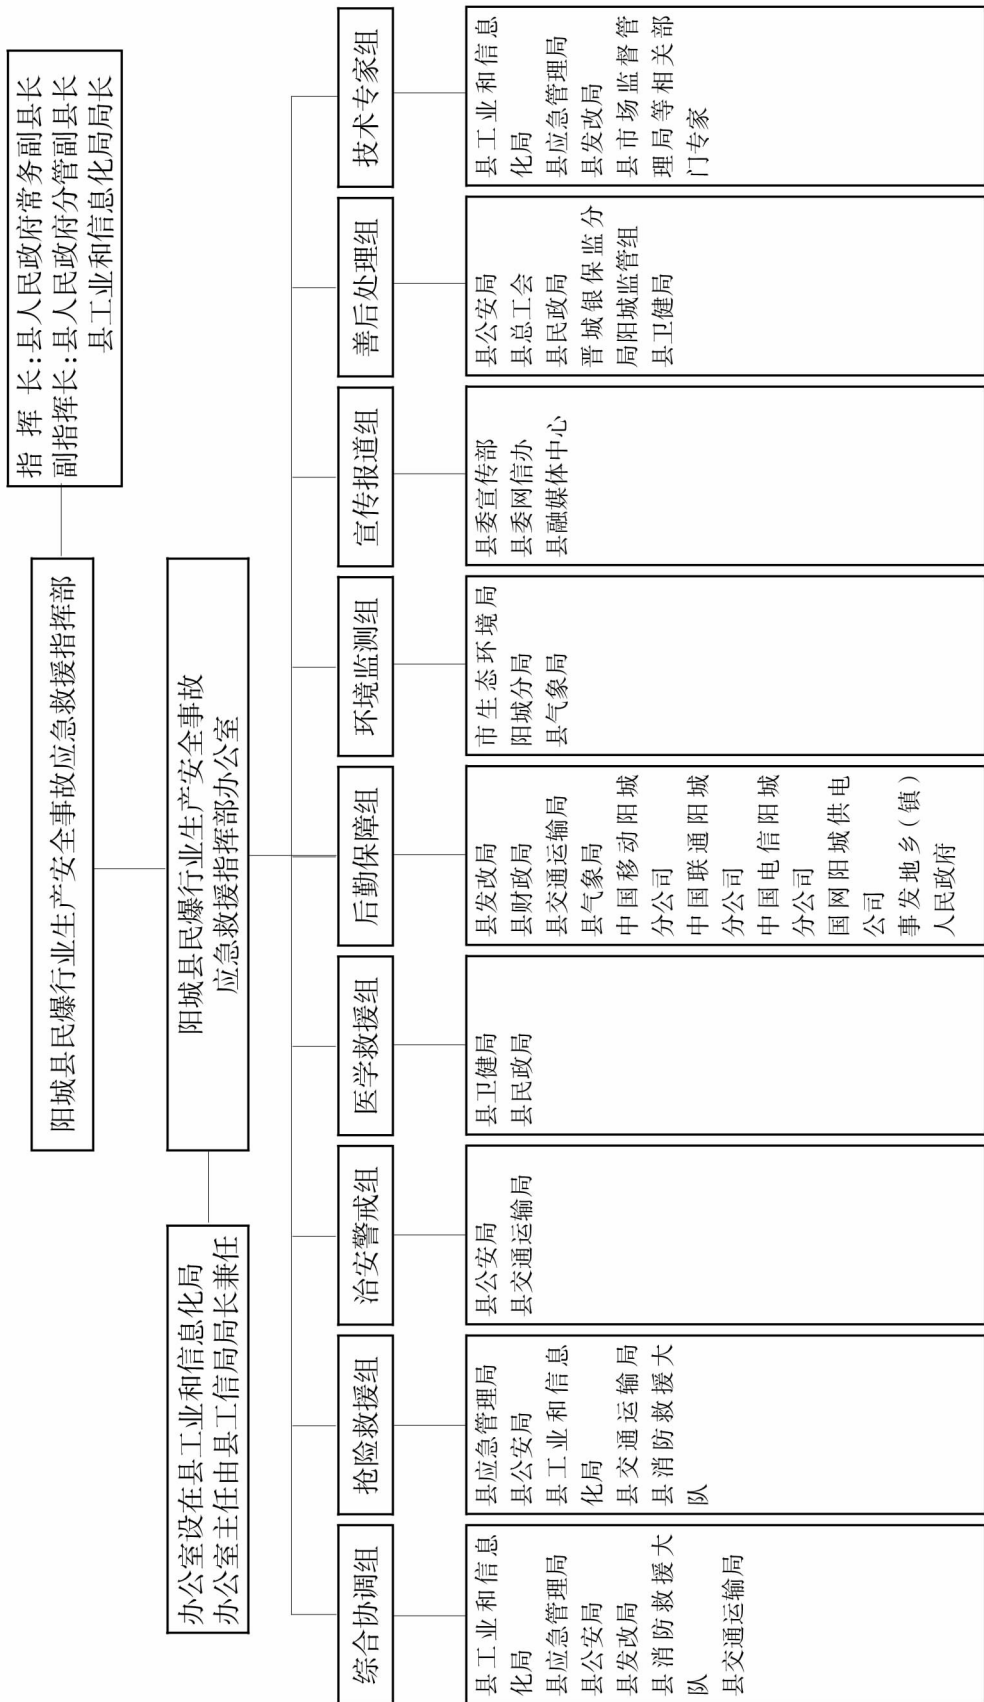 指 挥 长:县人民政府常务副县长
副指挥长:县人民政府分管副县长
县工业和信息化局局长
阳城县民爆行业生产安全事故应急救援指挥部
办公室设在县工业和信息化局
办公室主任由县工信局局长兼任
阳城县民爆行业生产安全事故
应急救援指挥部办公室
综合协调组
县工业和信息
化局
县应急管理局
县公安局
县发改局
县消防救援大
队
县交通运输局
抢险救援组
县应急管理局
县公安局
县工业和信息
化局
县交通运输局
县消防救援大
队
治安警戒组
县公安局
县交通运输局
医学救援组
县卫健局
县民政局
后勤保障组
县发改局
县财政局
县交通运输局
县气象局
中国移动阳城
分公司
中国联通阳城
分公司
中国电信阳城
分公司
国网阳城供电
公司
事发地乡(镇)
人民政府
环境监测组
市生态环境局
阳城分局
县气象局
宣传报道组
县委宣传部
县委网信办
县融媒体中心
善后处理组
县公安局
县总工会
县民政局
晋城银保监分
局阳城监管组
县卫健局
技术专家组
县工业和信息
化局
县应急管理局
县发改局
县市场监督管
理局等相关部
门专家